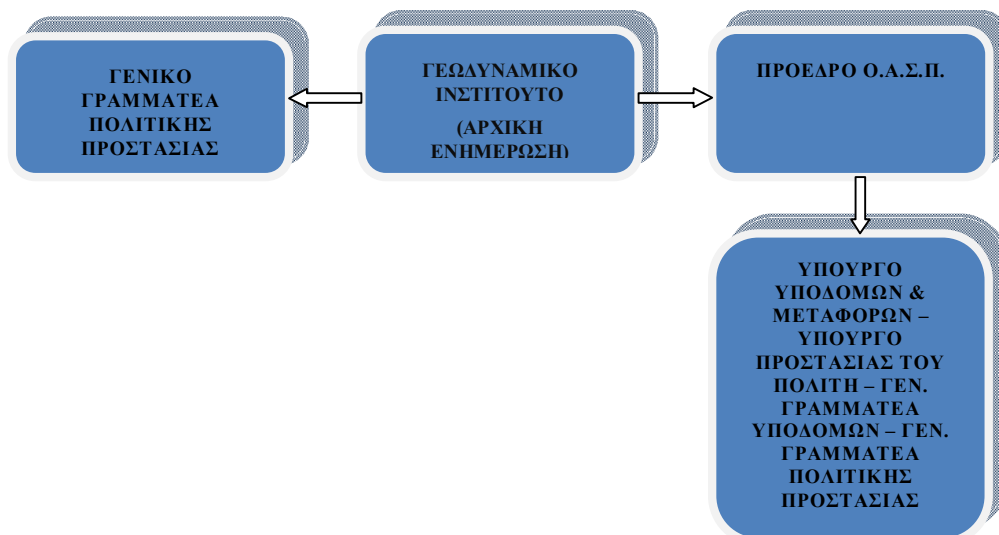 ΓΕΝΙΚΟ
ΓΡΑΜΜΑΤΕΑ
ΠΟΛΙΤΙΚΗΣ
ΠΡΟΣΤΑΣΙΑΣ
ΓΕΩΔΥΝΑΜΙΚΟ
ΙΝΣΤΙΤΟΥΤΟ
(ΑΡΧΙΚΗ
ΕΝΗΜΕΡΩΣΗ)
ΠΡΟΕΔΡΟ Ο.Α.Σ.Π.
ΥΠΟΥΡΓΟ
ΥΠΟΔΟΜΩΝ &
ΜΕΤΑΦΟΡΩΝ –
ΥΠΟΥΡΓΟ
ΠΡΟΣΤΑΣΙΑΣ ΤΟΥ
ΠΟΛΙΤΗ – ΓΕΝ.
ΓΡΑΜΜΑΤΕΑ
ΥΠΟΔΟΜΩΝ – ΓΕΝ.
ΓΡΑΜΜΑΤΕΑ
ΠΟΛΙΤΙΚΗΣ
ΠΡΟΣΤΑΣΙΑΣ